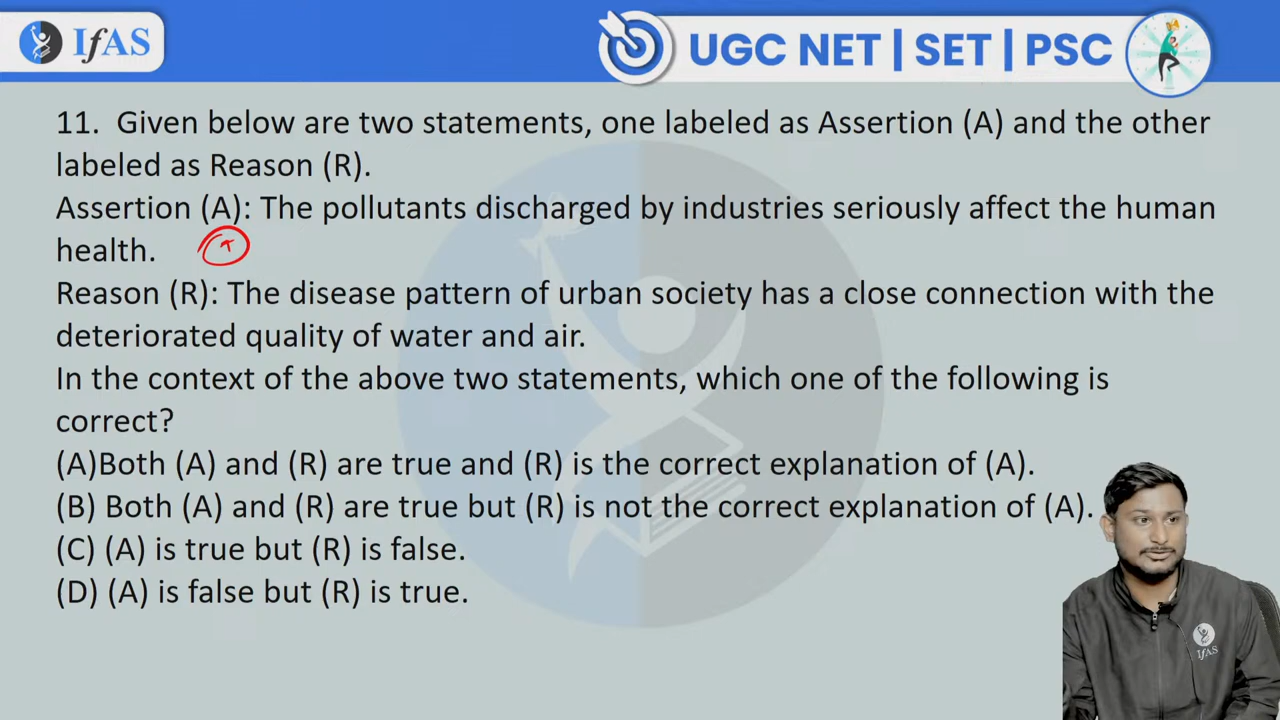 IfAS
UGC NET | SET | PSC
11. Given below are two statements, one labeled as Assertion (A) and the other
labeled as Reason (R).
Assertion (A): The pollutants discharged by industries seriously affect the human
health.
Reason (R): The disease pattern of urban society has a close connection with the
deteriorated quality of water and air.
In the context of the above two statements, which one of the following is
correct?
(A)Both (A) and (R) are true and (R) is the correct explanation of (A).
(B) Both (A) and (R) are true but (R) is not the correct explanation of (A).
(C) (A) is true but (R) is false.
(D) (A) is false but (R) is true.
IfAS